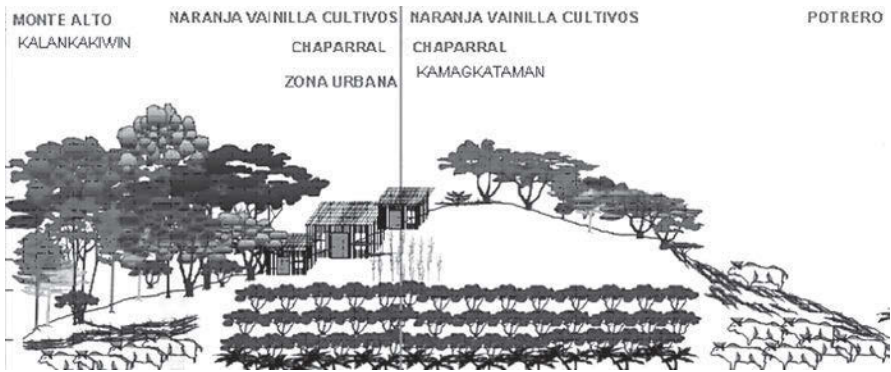 MONTE ALTO
KALANKAKIWIN
NARANJA VAINILLA CULTIVOS
CHAPARRAL
ZONA URBANA
NARANJA VAINILLA CULTIVOS
CHAPARRAL
KAMAGKATAMAN
POTRERO